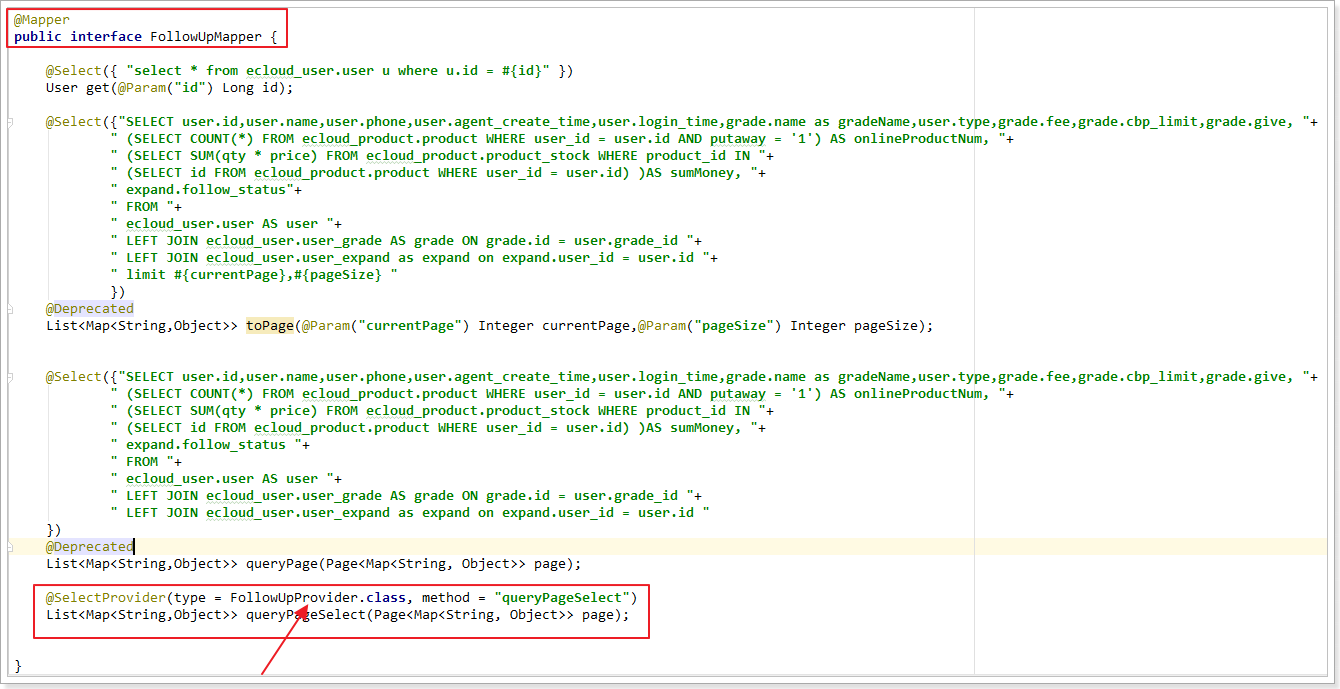 @Mapper
public interface FollowUpMapper {
@Select({ "select * from ecloud_user.user u where u.id = #{id}" })
User get(@Param("id") Long id);
@Select({"SELECT user.id,user.name,user.phone,user.agent_create_time,user.login_time,grade.name as gradeName,user.type,grade.fee,grade.cbp_limit,grade.give, "+
" (SELECT COUNT(*) FROM ecloud_product.product WHERE user_id = user.id AND putaway = '1') AS onlineProductNum, "+
" (SELECT SUM(qty * price) FROM ecloud_product.product_stock WHERE product_id IN "+
" (SELECT id FROM ecloud_product.product WHERE user_id = user.id) )AS sumMoney, "+
" expand.follow_status"+
" FROM "+
" ecloud_user.user AS user "+
" LEFT JOIN ecloud_user.user_grade AS grade ON grade.id = user.grade_id "+
" LEFT JOIN ecloud_user.user_expand as expand on expand.user_id = user.id "+
" limit #{currentPage},#{pageSize} "
})
@Deprecated
List<Map<String,Object>> toPage(@Param("currentPage") Integer currentPage,@Param("pageSize") Integer pageSize);
@Select({"SELECT user.id,user.name,user.phone,user.agent_create_time,user.login_time,grade.name as gradeName,user.type,grade.fee,grade.cbp_limit,grade.give, "+
" (SELECT COUNT(*) FROM ecloud_product.product WHERE user_id = user.id AND putaway = '1') AS onlineProductNum, "+
" (SELECT SUM(qty * price) FROM ecloud_product.product_stock WHERE product_id IN "+
" (SELECT id FROM ecloud_product.product WHERE user_id = user.id) )AS sumMoney, "+
" expand.follow_status "+
" FROM "+
" ecloud_user.user AS user "+
" LEFT JOIN ecloud_user.user_grade AS grade ON grade.id = user.grade_id "+
" LEFT JOIN ecloud_user.user_expand as expand on expand.user_id = user.id "
})
@Deprecated
List<Map<String,Object>> queryPage(Page<Map<String, Object>> page);
@SelectProvider(type = FollowUpProvider.class, method = "queryPageSelect")
List<Map<String,Object>> queryPageSelect(Page<Map<String, Object>> page);
}